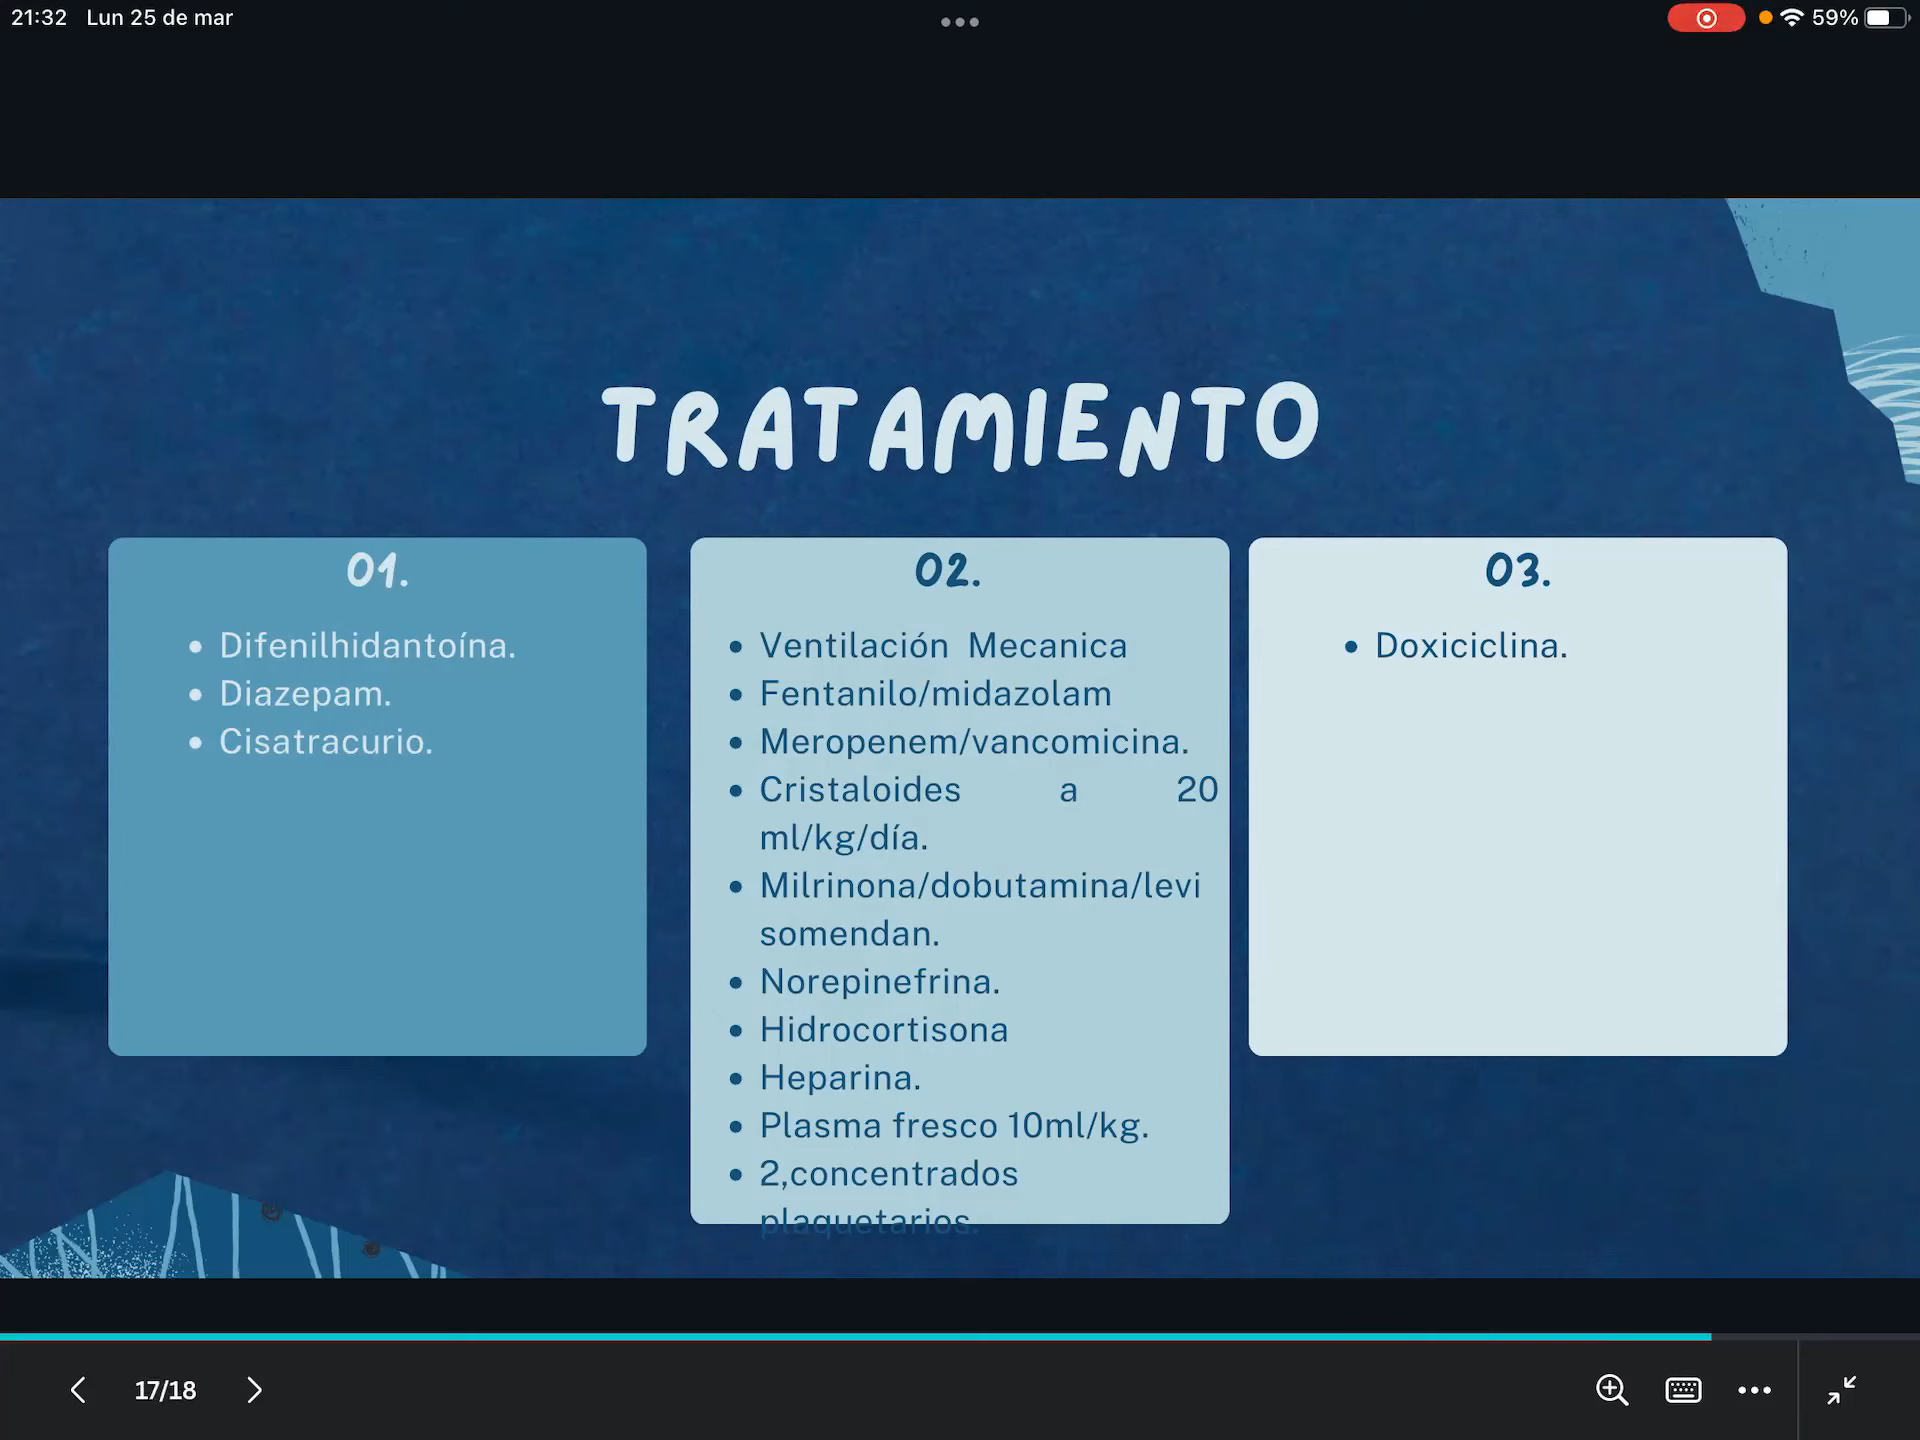 21:32 Lun 25 de mar
59%
TRATAMIENTO
01.
Difenilhidantoína.
Diazepam.
Cisatracurio.
02.
Ventilación Mecanica
Fentanilo/midazolam
Meropenem/vancomicina.
Cristaloides a 20
ml/kg/día.
Milrinona/dobutamina/levi
somendan.
Norepinefrina.
Hidrocortisona
Heparina.
Plasma fresco 10ml/kg.
2,concentrados
plaquetarios.
03.
Doxiciclina.
17/18